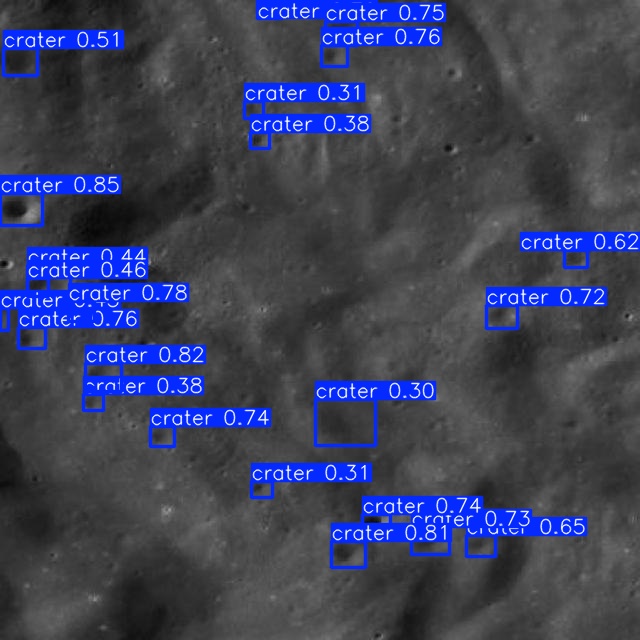 crater
crater 0.75
crater 0.76
crater 0.51
crater 0.31
crater 0.38
crater 0.85
crater 0.62
crater 0.44
crater 0.46
crater 0.78
crater
crater 0.72
crater 0.76
crater 0.82
crater 0.38
crater 0.30
crater 0.74
crater 0.31
crater 0.74
crater 0.73
crater 0.65
crater 0.81